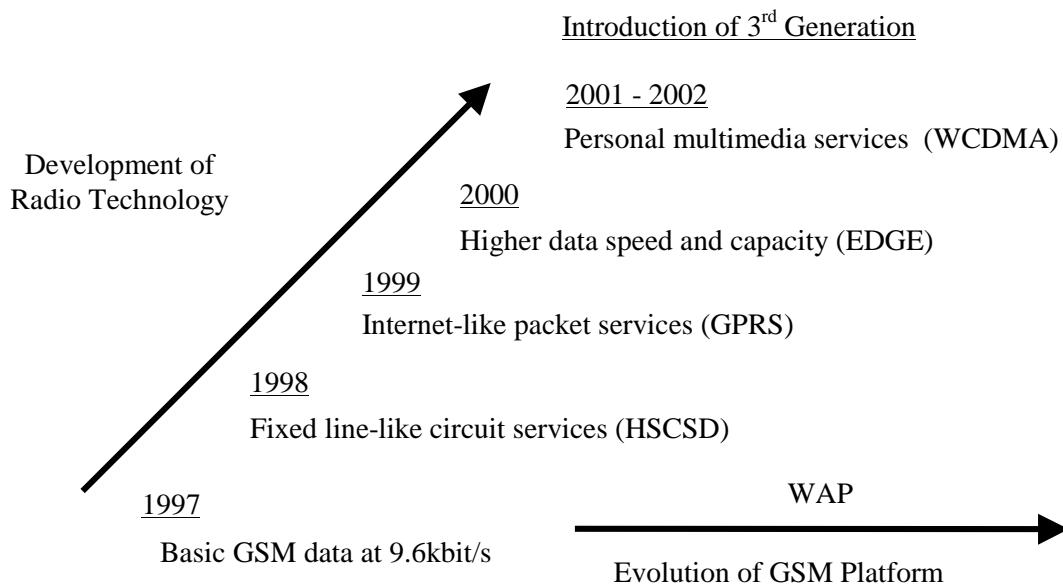 Introduction of 3rd Generation
2001 - 2002
Personal multimedia services (WCDMA)
Development of
Radio Technology
2000
Higher data speed and capacity (EDGE)
1999
Internet-like packet services (GPRS)
1998
Fixed line-like circuit services (HSCSD)
1997
Basic GSM data at 9.6kbit/s
WAP
Evolution of GSM Platform